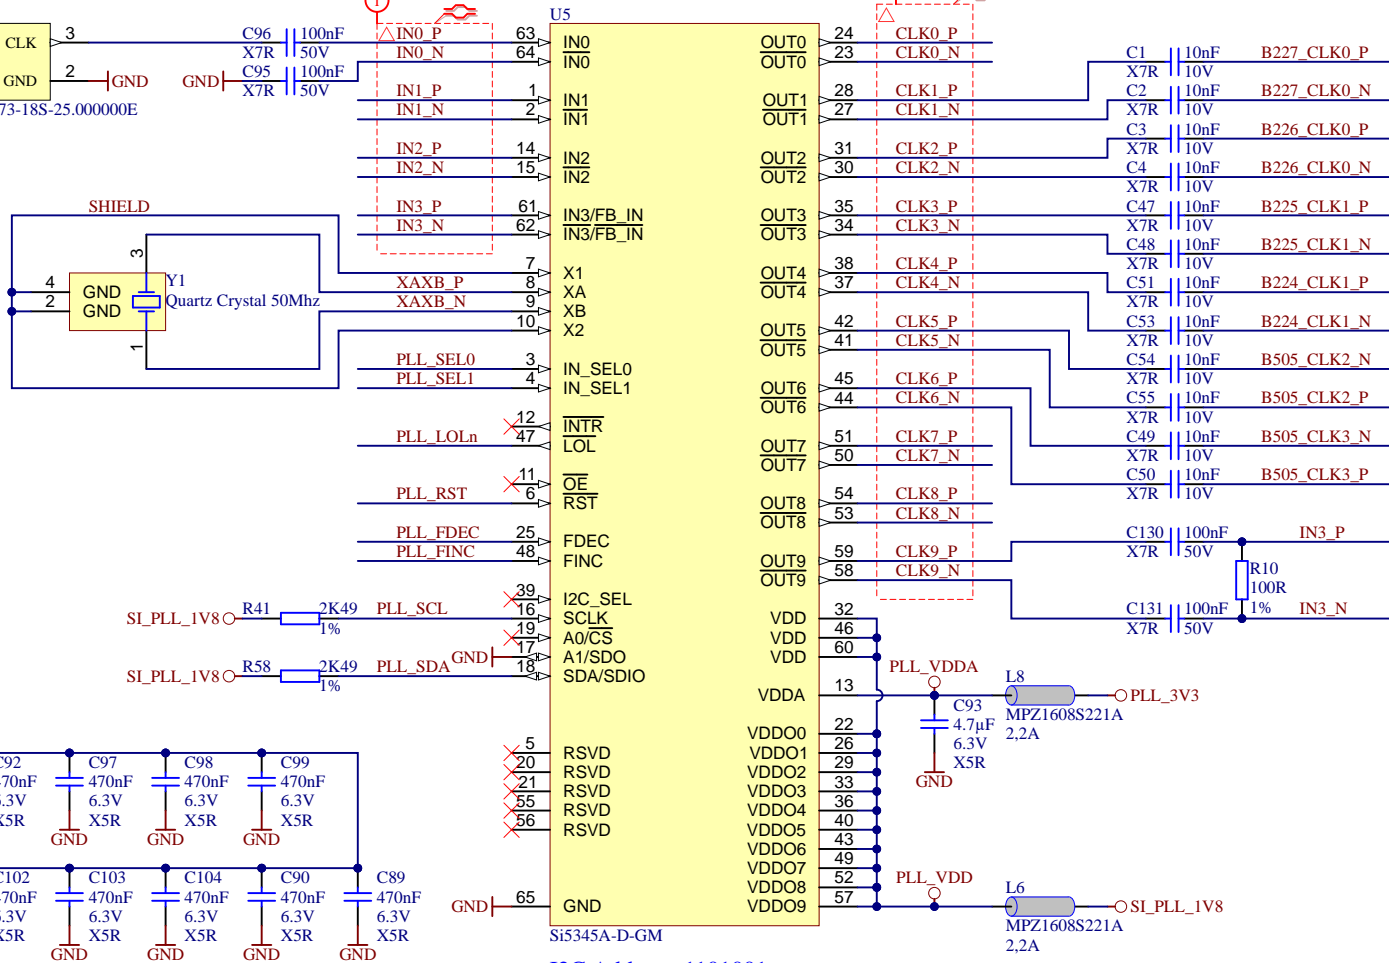 U5
CLK 3
GND 2 GND
73-18S-25.000000E
C96 100nF
X7R 50V
GND C95 100nF
X7R 50V
1
IN0_P 63 IN0
IN0_N 64 IN0
IN1_P 1 IN1
IN1_N 2 IN1
IN2_P 14 IN2
IN2_N 15 IN2
IN3_P 61 IN3/FB_IN
IN3_N 62 IN3/FB_IN
SHIELD
7 X1
XAXB_P 8 XA
XAXB_N 9 XB
10 X2
3
4 GND
2 GND
1
Y1
Quartz Crystal 50Mhz
PLL_SEL0 3 IN_SEL0
PLL_SEL1 4 IN_SEL1
12 INTR
PLL_LOLn 47 LOL
11 OE
PLL_RST 6 RST
PLL_FDEC 25 FDEC
PLL_FINC 48 FINC
39 I2C_SEL
SI_PLL_1V8 R41 2K49 PLL_SCL 16 SCLK
1%
19 A0/CS
GND 17 A1/SDO
SI_PLL_1V8 R58 2K49 PLL_SDA 18 SDA/SDIO
1%
5 RSVD
20 RSVD
21 RSVD
55 RSVD
56 RSVD
GND 65 GND
Si5345A-D-GM
OUT0 24 CLK0_P
OUT0 23 CLK0_N
OUT1 28 CLK1_P
OUT1 27 CLK1_N
OUT2 31 CLK2_P
OUT2 30 CLK2_N
OUT3 35 CLK3_P
OUT3 34 CLK3_N
OUT4 38 CLK4_P
OUT4 37 CLK4_N
OUT5 42 CLK5_P
OUT5 41 CLK5_N
OUT6 45 CLK6_P
OUT6 44 CLK6_N
OUT7 51 CLK7_P
OUT7 50 CLK7_N
OUT8 54 CLK8_P
OUT8 53 CLK8_N
OUT9 59 CLK9_P
OUT9 58 CLK9_N
VDD 32
VDD 46
VDD 60
VDDA 13
VDDO0 22
VDDO1 26
VDDO2 29
VDDO3 33
VDDO4 36
VDDO5 40
VDDO6 43
VDDO7 49
VDDO8 52
VDDO9 57
C1 10nF B227_CLK0_P
X7R 10V
C2 10nF B227_CLK0_N
X7R 10V
C3 10nF B226_CLK0_P
X7R 10V
C4 10nF B226_CLK0_N
X7R 10V
C47 10nF B225_CLK1_P
X7R 10V
C48 10nF B225_CLK1_N
X7R 10V
C51 10nF B224_CLK1_P
X7R 10V
C53 10nF B224_CLK1_N
X7R 10V
C54 10nF B505_CLK2_N
X7R 10V
C55 10nF B505_CLK2_P
X7R 10V
C49 10nF B505_CLK3_N
X7R 10V
C50 10nF B505_CLK3_P
X7R 10V
C130 100nF IN3_P
X7R 50V
R10
100R
1%
C131 100nF IN3_N
X7R 50V
PLL_VDDA
L8
PLL_3V3
MPZ1608S221A
2,2A
C93
4.7µF
6.3V
X5R
GND
PLL_VDD
L6
SI_PLL_1V8
MPZ1608S221A
2,2A
C92 C97 C98 C99
470nF 470nF 470nF 470nF
6.3V 6.3V 6.3V 6.3V
X5R X5R X5R X5R
GND GND GND
C102 C103 C104 C90 C89
470nF 470nF 470nF 470nF 470nF
6.3V 6.3V 6.3V 6.3V 6.3V
X5R X5R X5R X5R X5R
GND GND GND GND